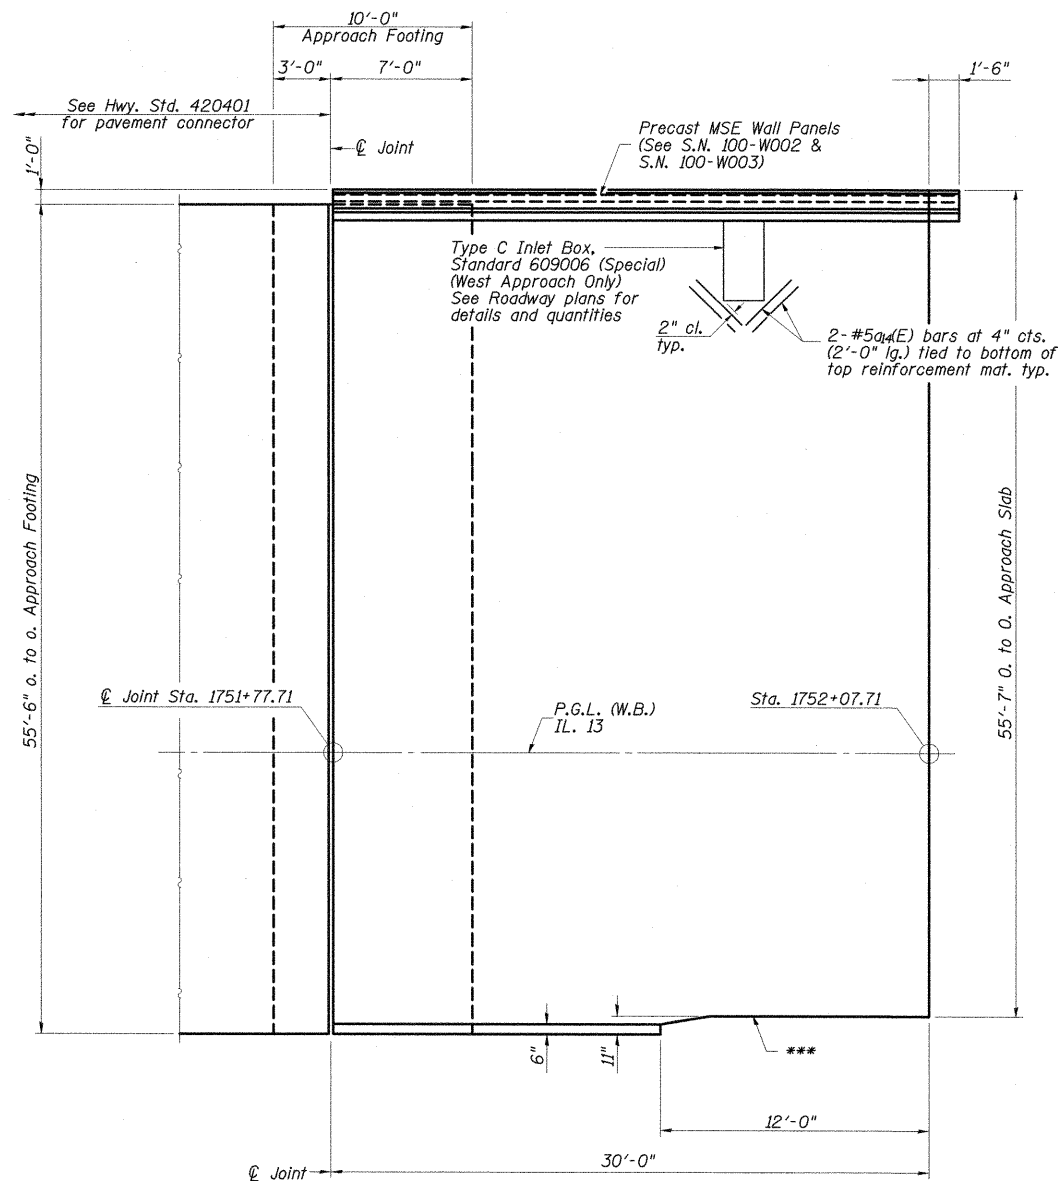 10'-0"
Approach Footing
3'-0"
7'-0"
1'-6"
See Hwy. Std. 420401
for pavement connector
℄ Joint
1'-0"
Precast MSE Wall Panels
(See S.N. 100-W002 &
S.N. 100-W003)
Type C Inlet Box,
Standard 609006 (Special)
(West Approach Only)
See Roadway plans for
details and quantities
2" cl.
typ.
2-#5a14(E) bars at 4" cts.
(2'-0" lg.) tied to bottom of
top reinforcement mat. typ.
55'-6" o. to o. Approach Footing
55'-7" O. to O. Approach Slab
℄ Joint Sta. 1751+77.71
P.G.L. (W.B.)
IL. 13
Sta. 1752+07.71
6"
11"
***
12'-0"
30'-0"
℄ Joint